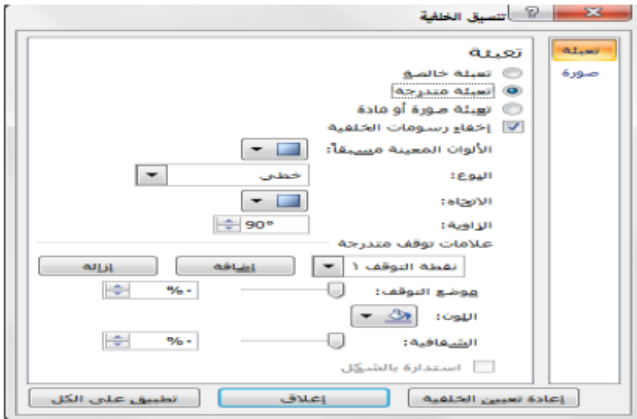 تنسيق الخلفية
تعبئة
صورة
تعبئة
تعبئة خالصة
تعبئة متدرجة
تعبئة صورة أو مادة
إخفاء رسومات الخلفية
الألوان المعينة مسبقاً:
النوع: خطي
الاتجاه:
الزاوية: 90°
علامات توقف متدرجة
نقطة التوقف ١ إضافة إزالة
موضع التوقف: ٠%
اللون:
الشفافية: ٠%
استدارة بالشكل
إعادة تعيين الخلفية إغلاق تطبيق على الكل